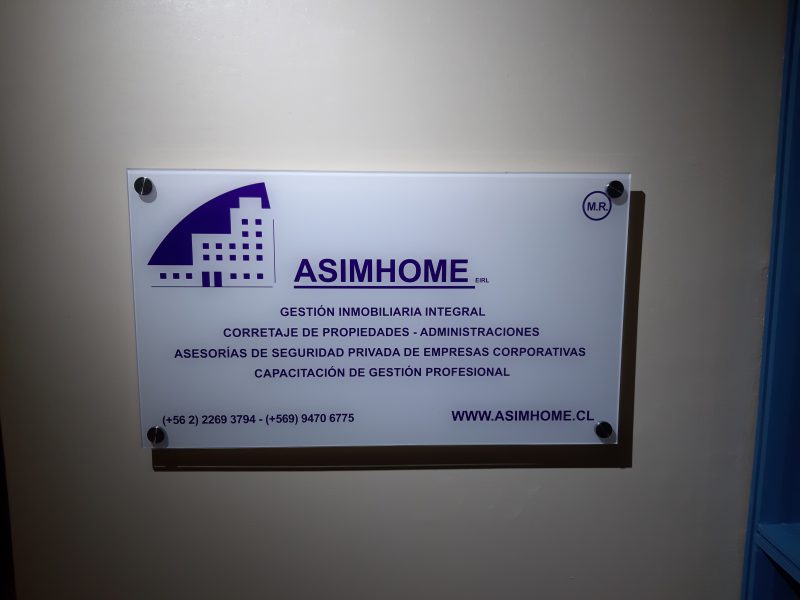 M.R.
ASIMHOME EIRL
GESTIÓN INMOBILIARIA INTEGRAL
CORRETAJE DE PROPIEDADES - ADMINISTRACIONES
ASESORÍAS DE SEGURIDAD PRIVADA DE EMPRESAS CORPORATIVAS
CAPACITACIÓN DE GESTIÓN PROFESIONAL
(+56 2) 2269 3794 - (+569) 9470 6775 WWW.ASIMHOME.CL